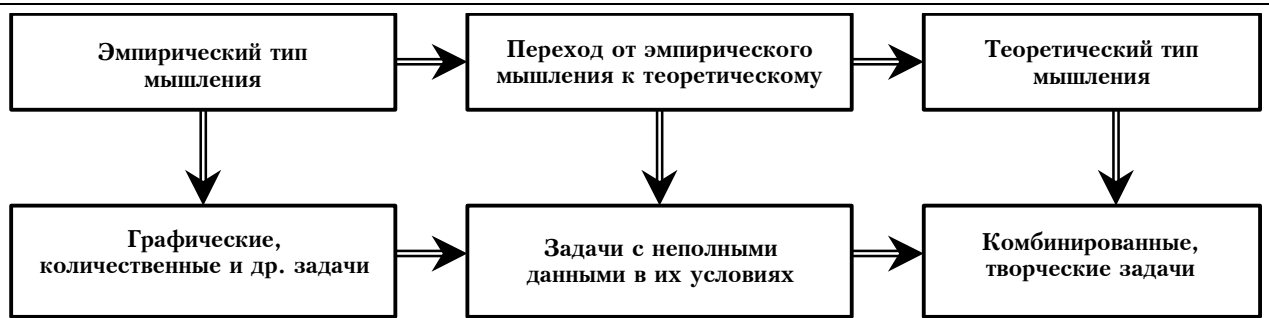 Эмпирический тип
мышления
Переход от эмпирического
мышления к теоретическому
Теоретический тип
мышления
Графические,
количественные и др. задачи
Задачи с неполными
данными в их условиях
Комбинированные,
творческие задачи